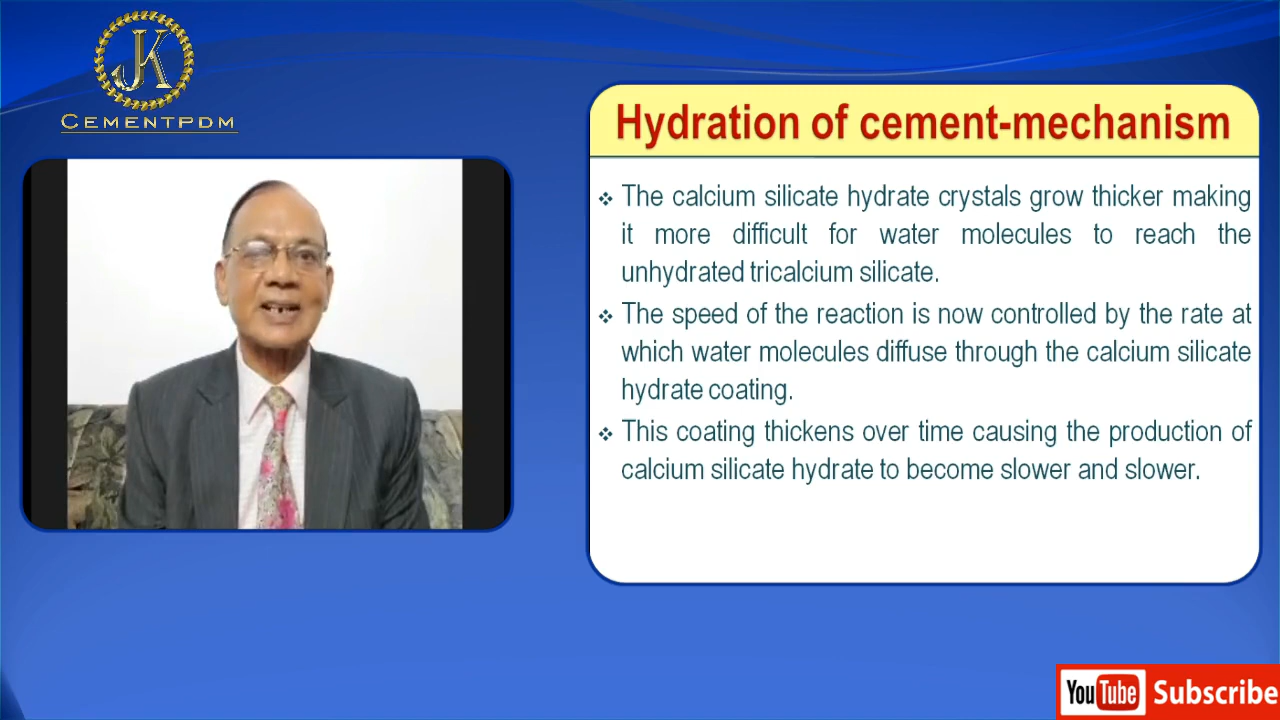 JK
CEMENTPDM
Hydration of cement-mechanism
❖ The calcium silicate hydrate crystals grow thicker making
it more difficult for water molecules to reach the
unhydrated tricalcium silicate.
❖ The speed of the reaction is now controlled by the rate at
which water molecules diffuse through the calcium silicate
hydrate coating.
❖ This coating thickens over time causing the production of
calcium silicate hydrate to become slower and slower.
YouTube Subscribe